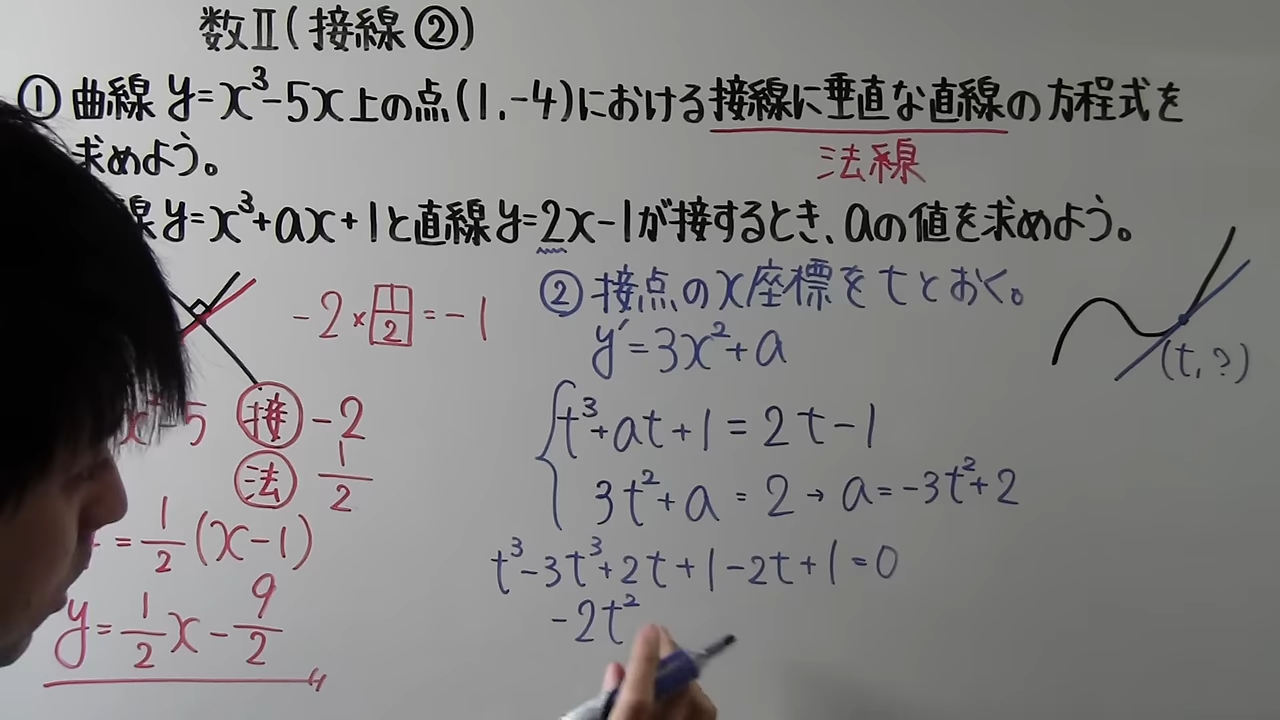 数Ⅱ(接線②)
① 曲線 y=x³-5x上の点(1,-4)における接線に垂直な直線の方程式を
求めよう。
法線
線 y=x³+ax+1と直線y=2x-1が接するとき、aの値を求めよう。
-2×1/2=-1
-5 接 -2
法 1/2
=1/2(x-1)
y=1/2x-9/2
② 接点のx座標をtとおく。
y'=3x²+a
(t,?)
t³+at+1=2t-1
3t²+a=2→a=-3t²+2
t³-3t³+2t+1-2t+1=0
-2t²